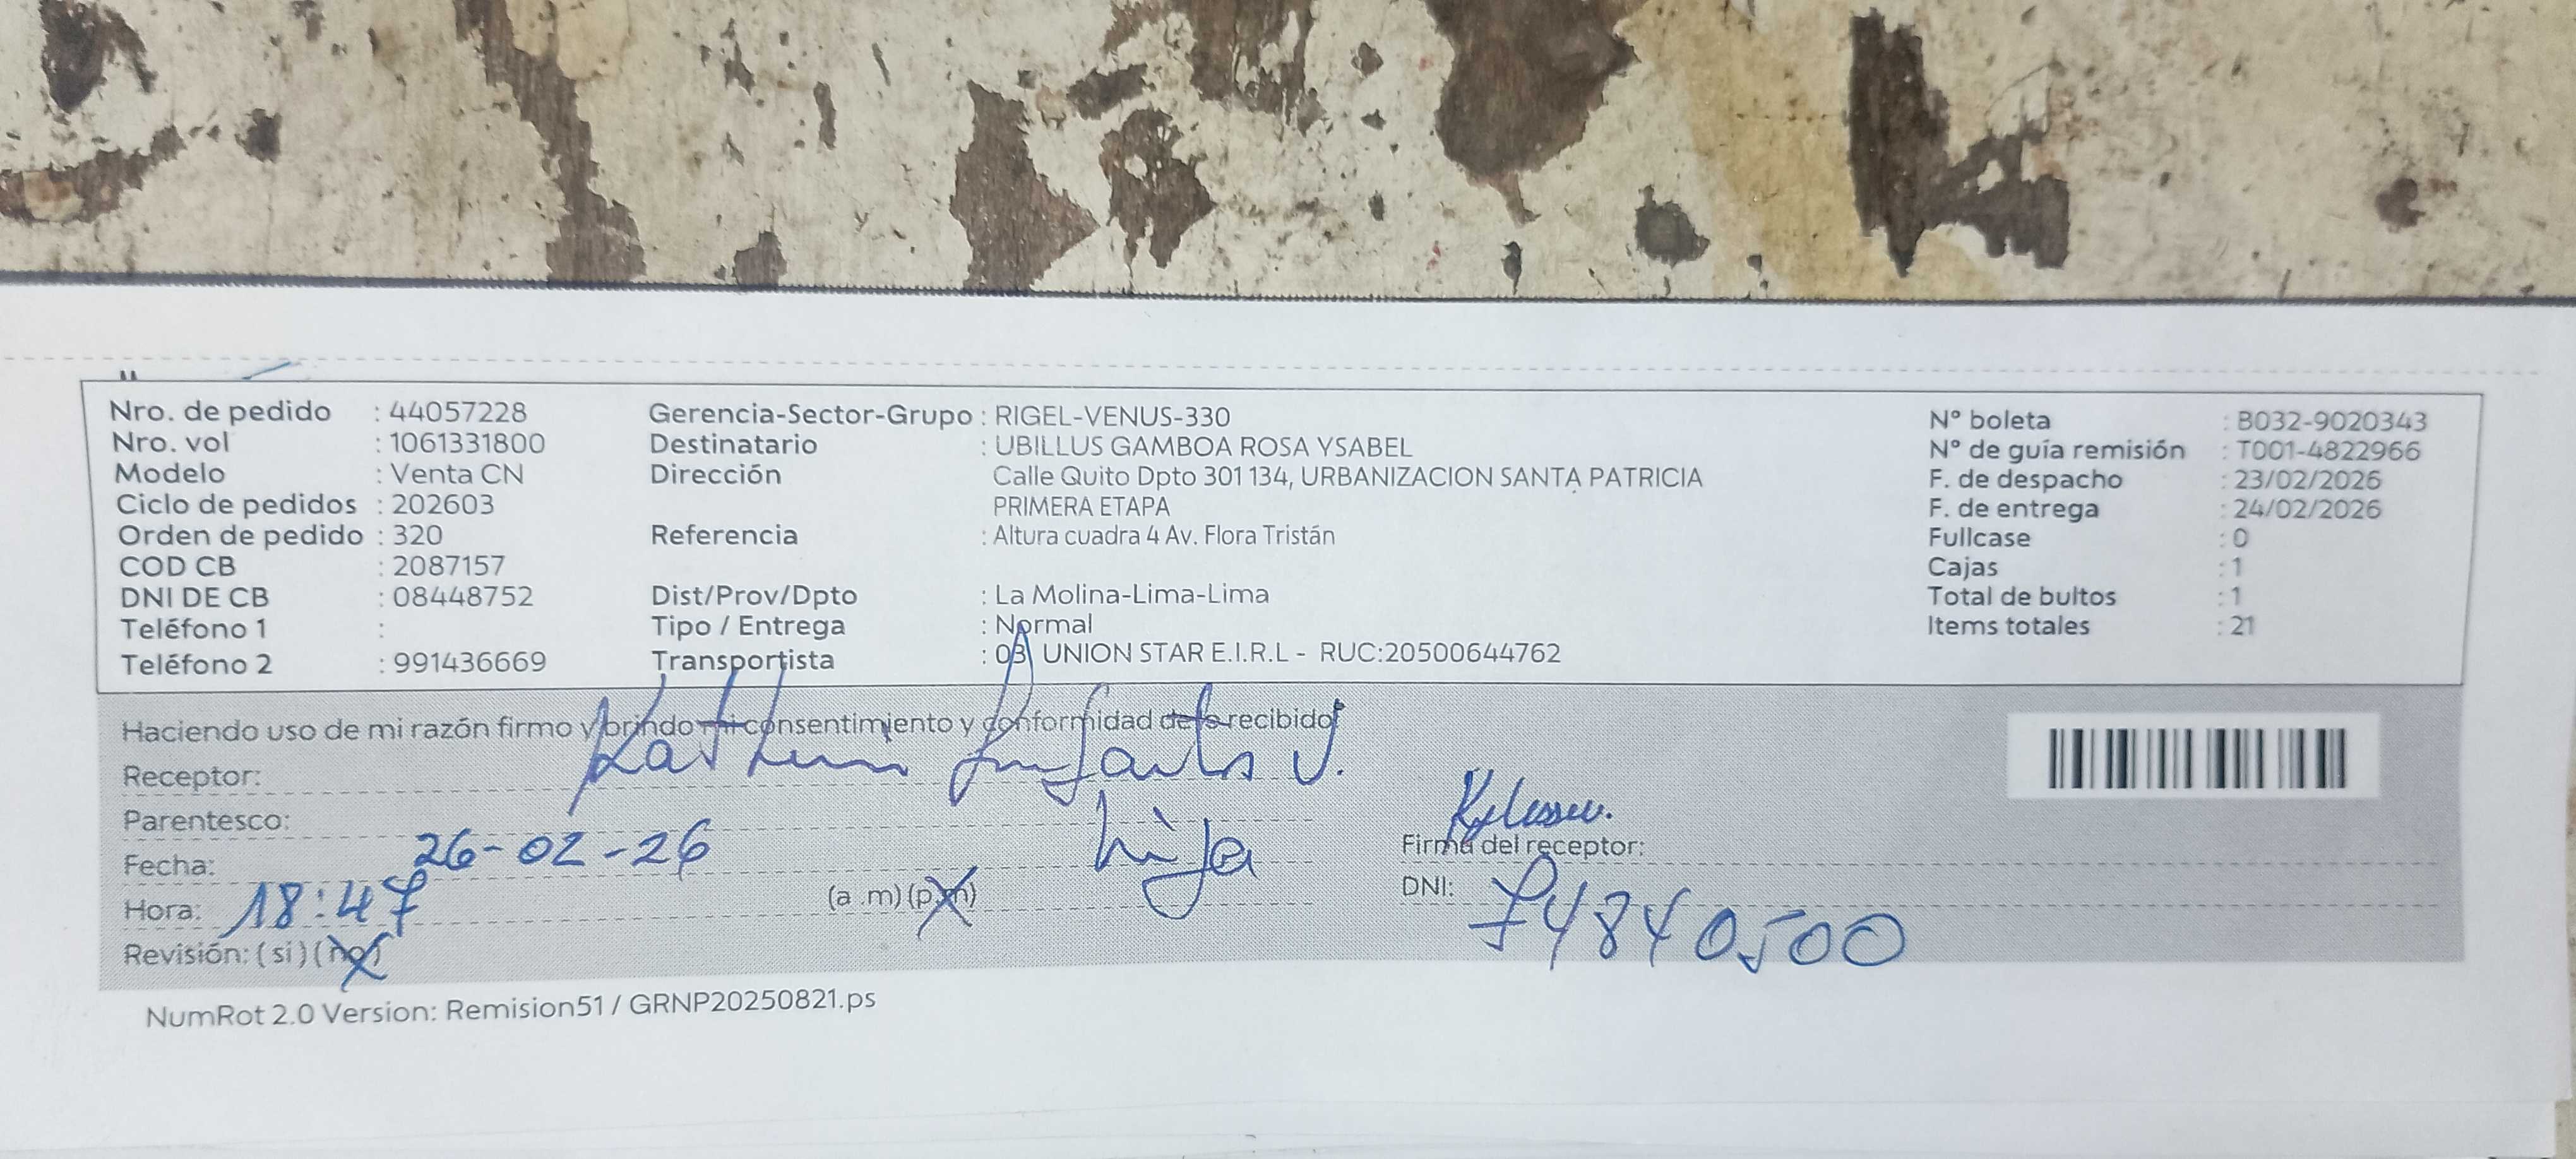 Nro. de pedido : 44057228
Nro. vol : 1061331800
Modelo : Venta CN
Ciclo de pedidos : 202603
Orden de pedido : 320
COD CB : 2087157
DNI DE CB : 08448752
Teléfono 1 :
Teléfono 2 : 991436669
Gerencia-Sector-Grupo : RIGEL-VENUS-330
Destinatario : UBILLUS GAMBOA ROSA YSABEL
Dirección Calle Quito Dpto 301 134, URBANIZACION SANTA PATRICIA
PRIMERA ETAPA
Referencia : Altura cuadra 4 Av. Flora Tristán
Dist/Prov/Dpto : La Molina-Lima-Lima
Tipo / Entrega : Normal
Transportista : 03 UNION STAR E.I.R.L - RUC:20500644762
N° boleta : B032-9020343
N° de guía remisión : T001-4822966
F. de despacho : 23/02/2026
F. de entrega : 24/02/2026
Fullcase : 0
Cajas : 1
Total de bultos : 1
Items totales : 21
Haciendo uso de mi razón firmo y brindo mi consentimiento y conformidad de lo recibido
Receptor: U.
Parentesco: hija
Fecha: 26-02-26
Hora: 18:47 (a .m) (p.m)
Revisión: ( si ) ( no )
Firma del receptor:
DNI: 74840500
NumRot 2.0 Version: Remision51 / GRNP20250821.ps